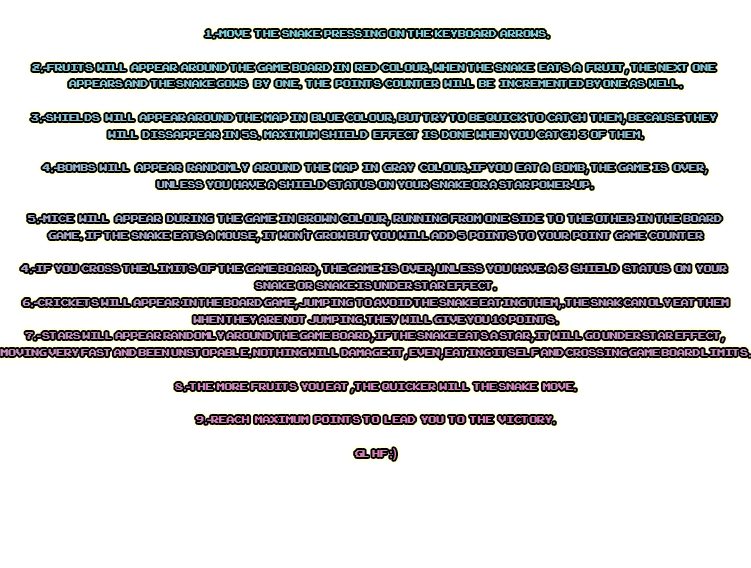 1,-MOVE THE SNAKE PRESSING ON THE KEYBOARD ARROWS.
2,-FRUITS WILL APPEAR AROUND THE GAME BOARD IN RED COLOUR. WHEN THE SNAKE EATS A FRUIT, THE NEXT ONE
APPEARS AND THE SNAKE GOWS BY ONE. THE POINTS COUNTER WILL BE INCREMENTED BY ONE AS WELL.
3,-SHIELDS WILL APPEAR AROUND THE MAP IN BLUE COLOUR. BUT TRY TO BE QUICK TO CATCH THEM, BECAUSE THEY
WILL DISSAPPEAR IN 5S. MAXIMUM SHIELD EFFECT IS DONE WHEN YOU CATCH 3 OF THEM.
4,-BOMBS WILL APPEAR RANDOMLY AROUND THE MAP IN GRAY COLOUR. IF YOU EAT A BOMB, THE GAME IS OVER,
UNLESS YOU HAVE A SHIELD STATUS ON YOUR SNAKE OR A STAR POWER-UP.
5,-MICE WILL APPEAR DURING THE GAME IN BROWN COLOUR, RUNNING FROM ONE SIDE TO THE OTHER IN THE BOARD
GAME. IF THE SNAKE EATS A MOUSE, IT WON'T GROW BUT YOU WILL ADD 5 POINTS TO YOUR POINT GAME COUNTER
4,-IF YOU CROSS THE LIMITS OF THE GAME BOARD, THE GAME IS OVER, UNLESS YOU HAVE A 3 SHIELD STATUS ON YOUR
SNAKE OR SNAKE IS UNDER STAR EFFECT.
6,-CRICKETS WILL APPEAR IN THE BOARD GAME, JUMPING TO AVOID THE SNAKE EATING THEM,.THE SNAK CAN OLY EAT THEM
WHEN THEY ARE NOT JUMPING, THEY WILL GIVE YOU 10 POINTS.
7,-STARS WILL APPEAR RANDOMLY AROUND THE GAME BOARD, IF THE SNAKE EATS A STAR, IT WILL GO UNDER STAR EFFECT,
MOVING VERY FAST AND BEEN UNSTOPABLE. NOTHING WILL DAMAGE IT, EVEN, EATING ITSELF AND CROSSING GAME BOARD LIMITS.
8,-THE MORE FRUITS YOU EAT, THE QUICKER WILL THE SNAKE MOVE.
9,-REACH MAXIMUM POINTS TO LEAD YOU TO THE VICTORY.
GL HF :)